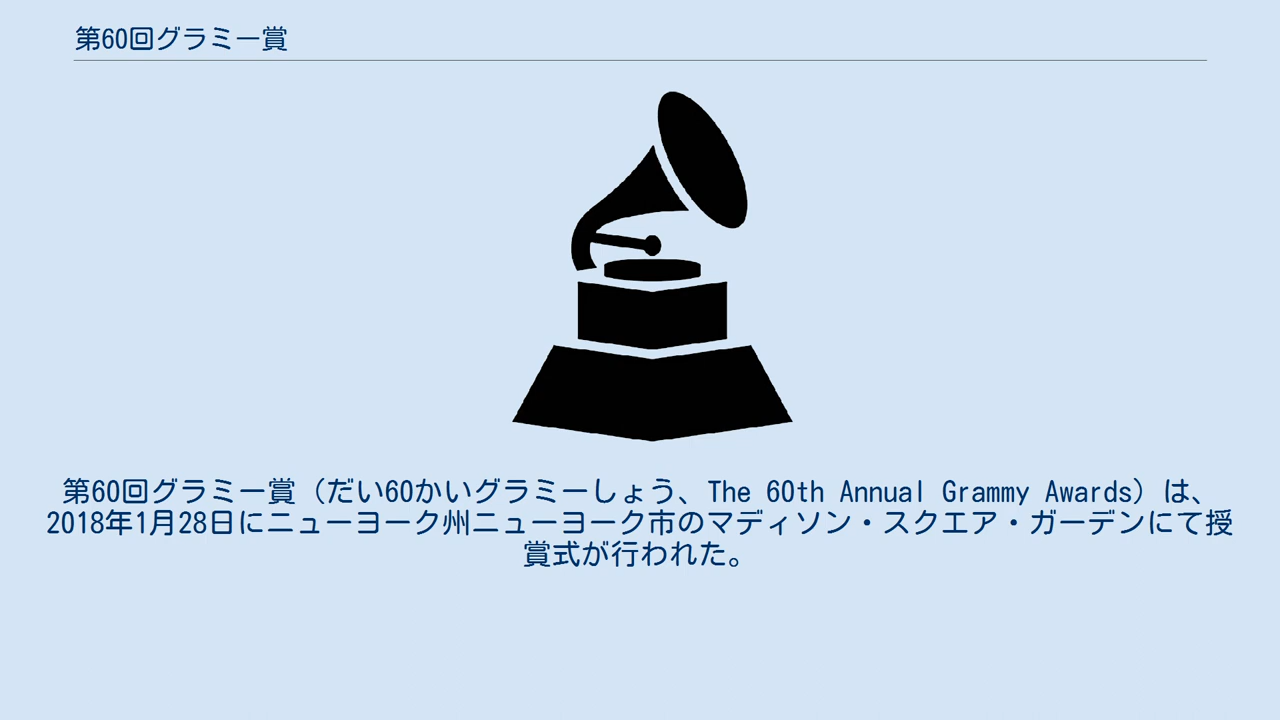 第60回グラミー賞
第60回グラミー賞（だい60かいグラミーしょう、The 60th Annual Grammy Awards）は、
2018年1月28日にニューヨーク州ニューヨーク市のマディソン・スクエア・ガーデンにて授
賞式が行われた。